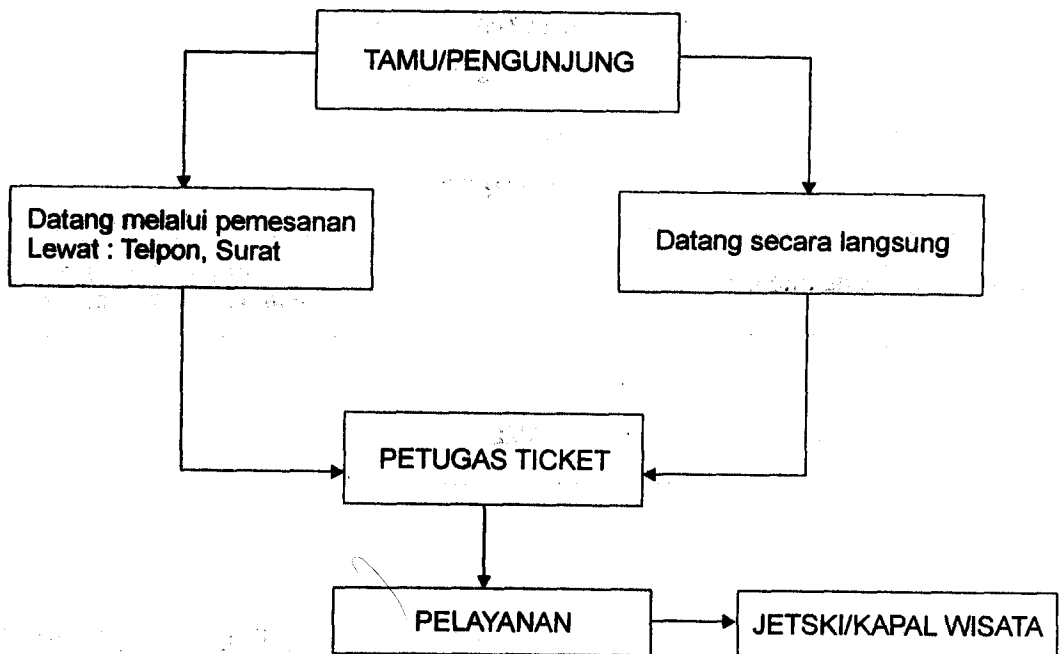 TAMU/PENGUNJUNG
Datang melalui pemesanan
Lewat : Telpon, Surat
Datang secara langsung
PETUGAS TICKET
PELAYANAN
JETSKI/KAPAL WISATA